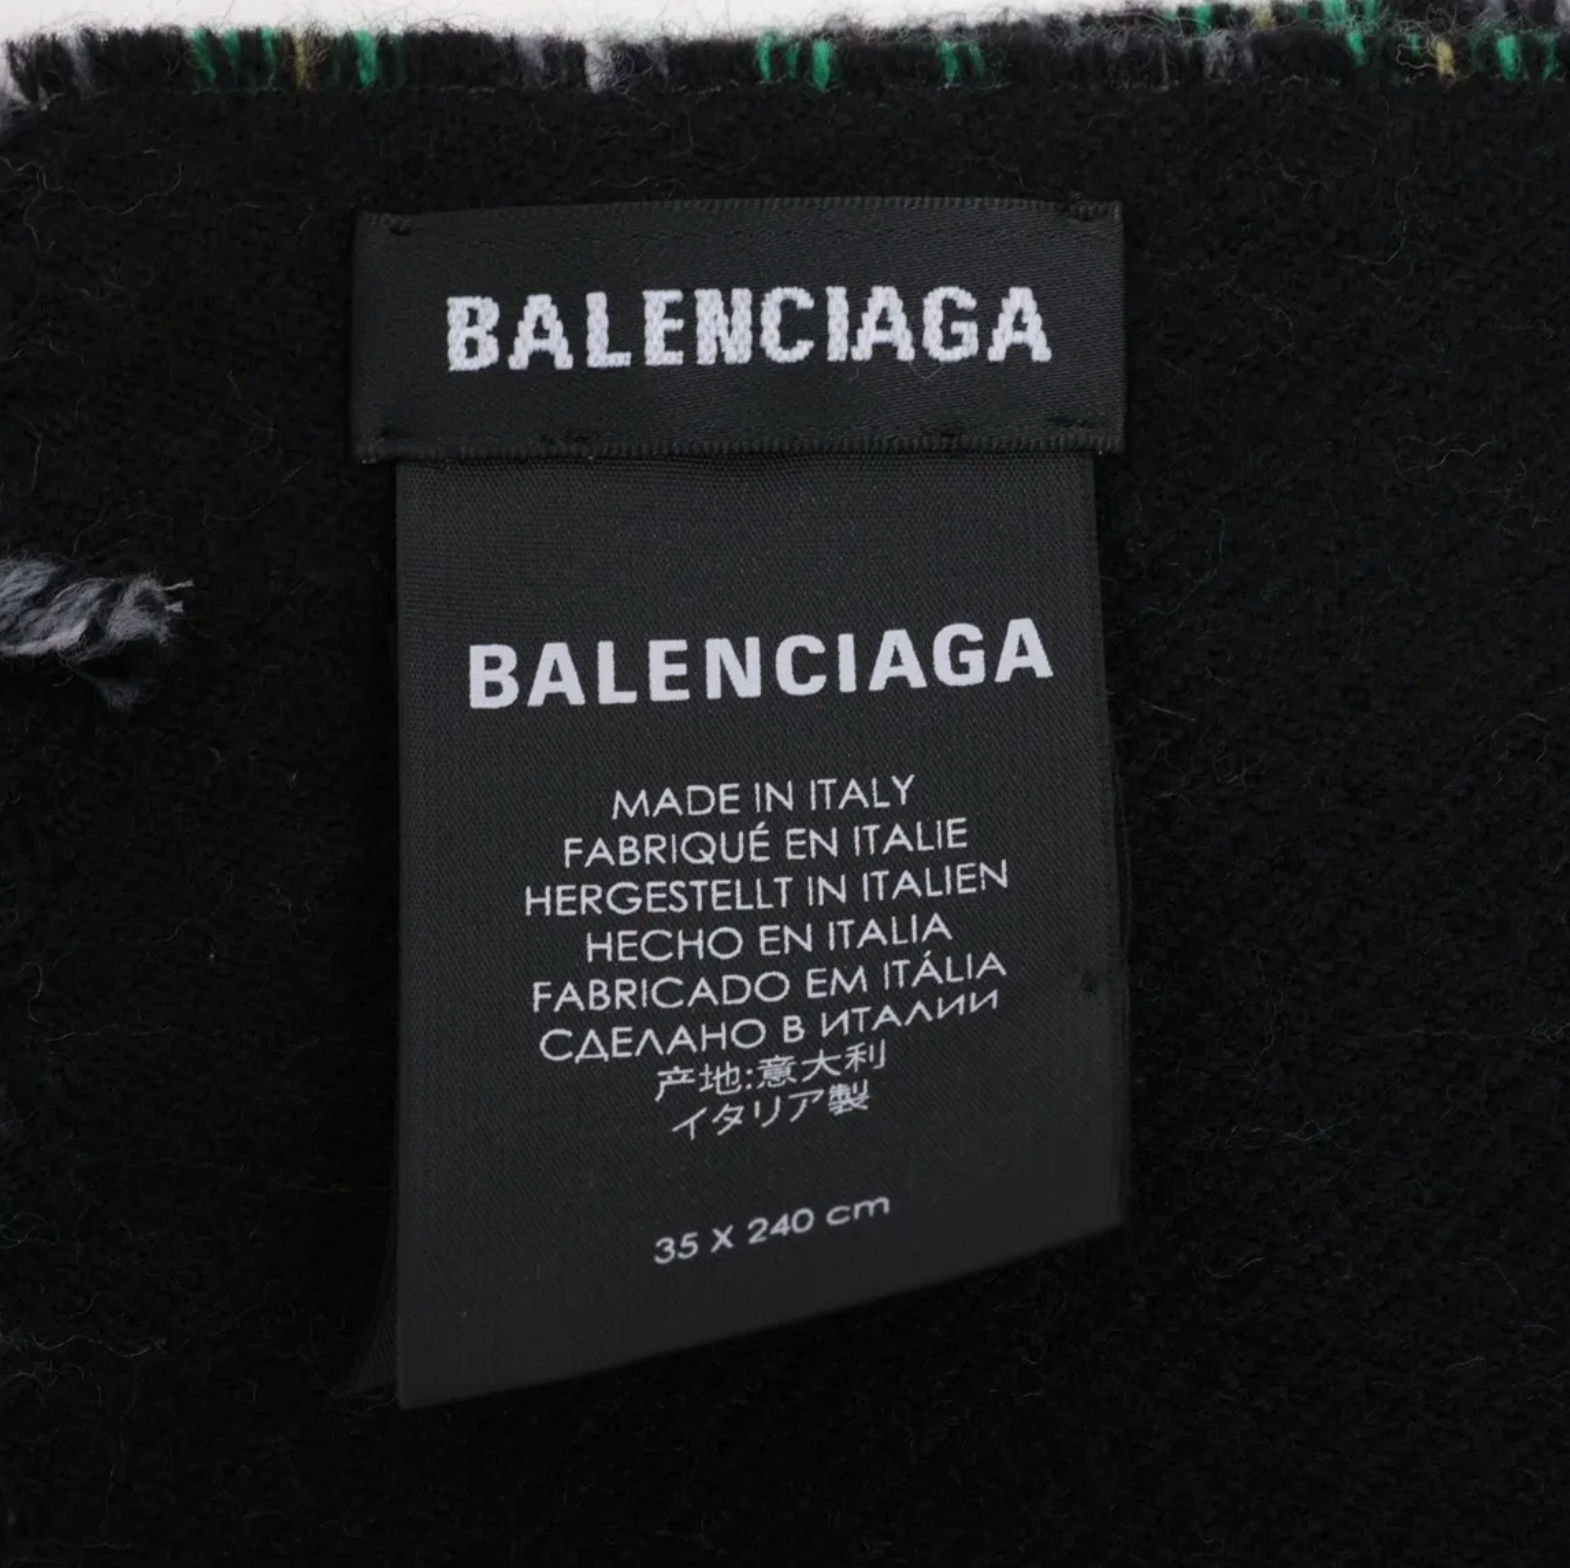 BALENCIAGA
BALENCIAGA
MADE IN ITALY
FABRIQUÉ EN ITALIE
HERGESTELLT IN ITALIEN
HECHO EN ITALIA
FABRICADO EM ITÁLIA
СДЕЛАНО В ИТАЛИИ
产地:意大利
イタリア製
35 X 240 cm